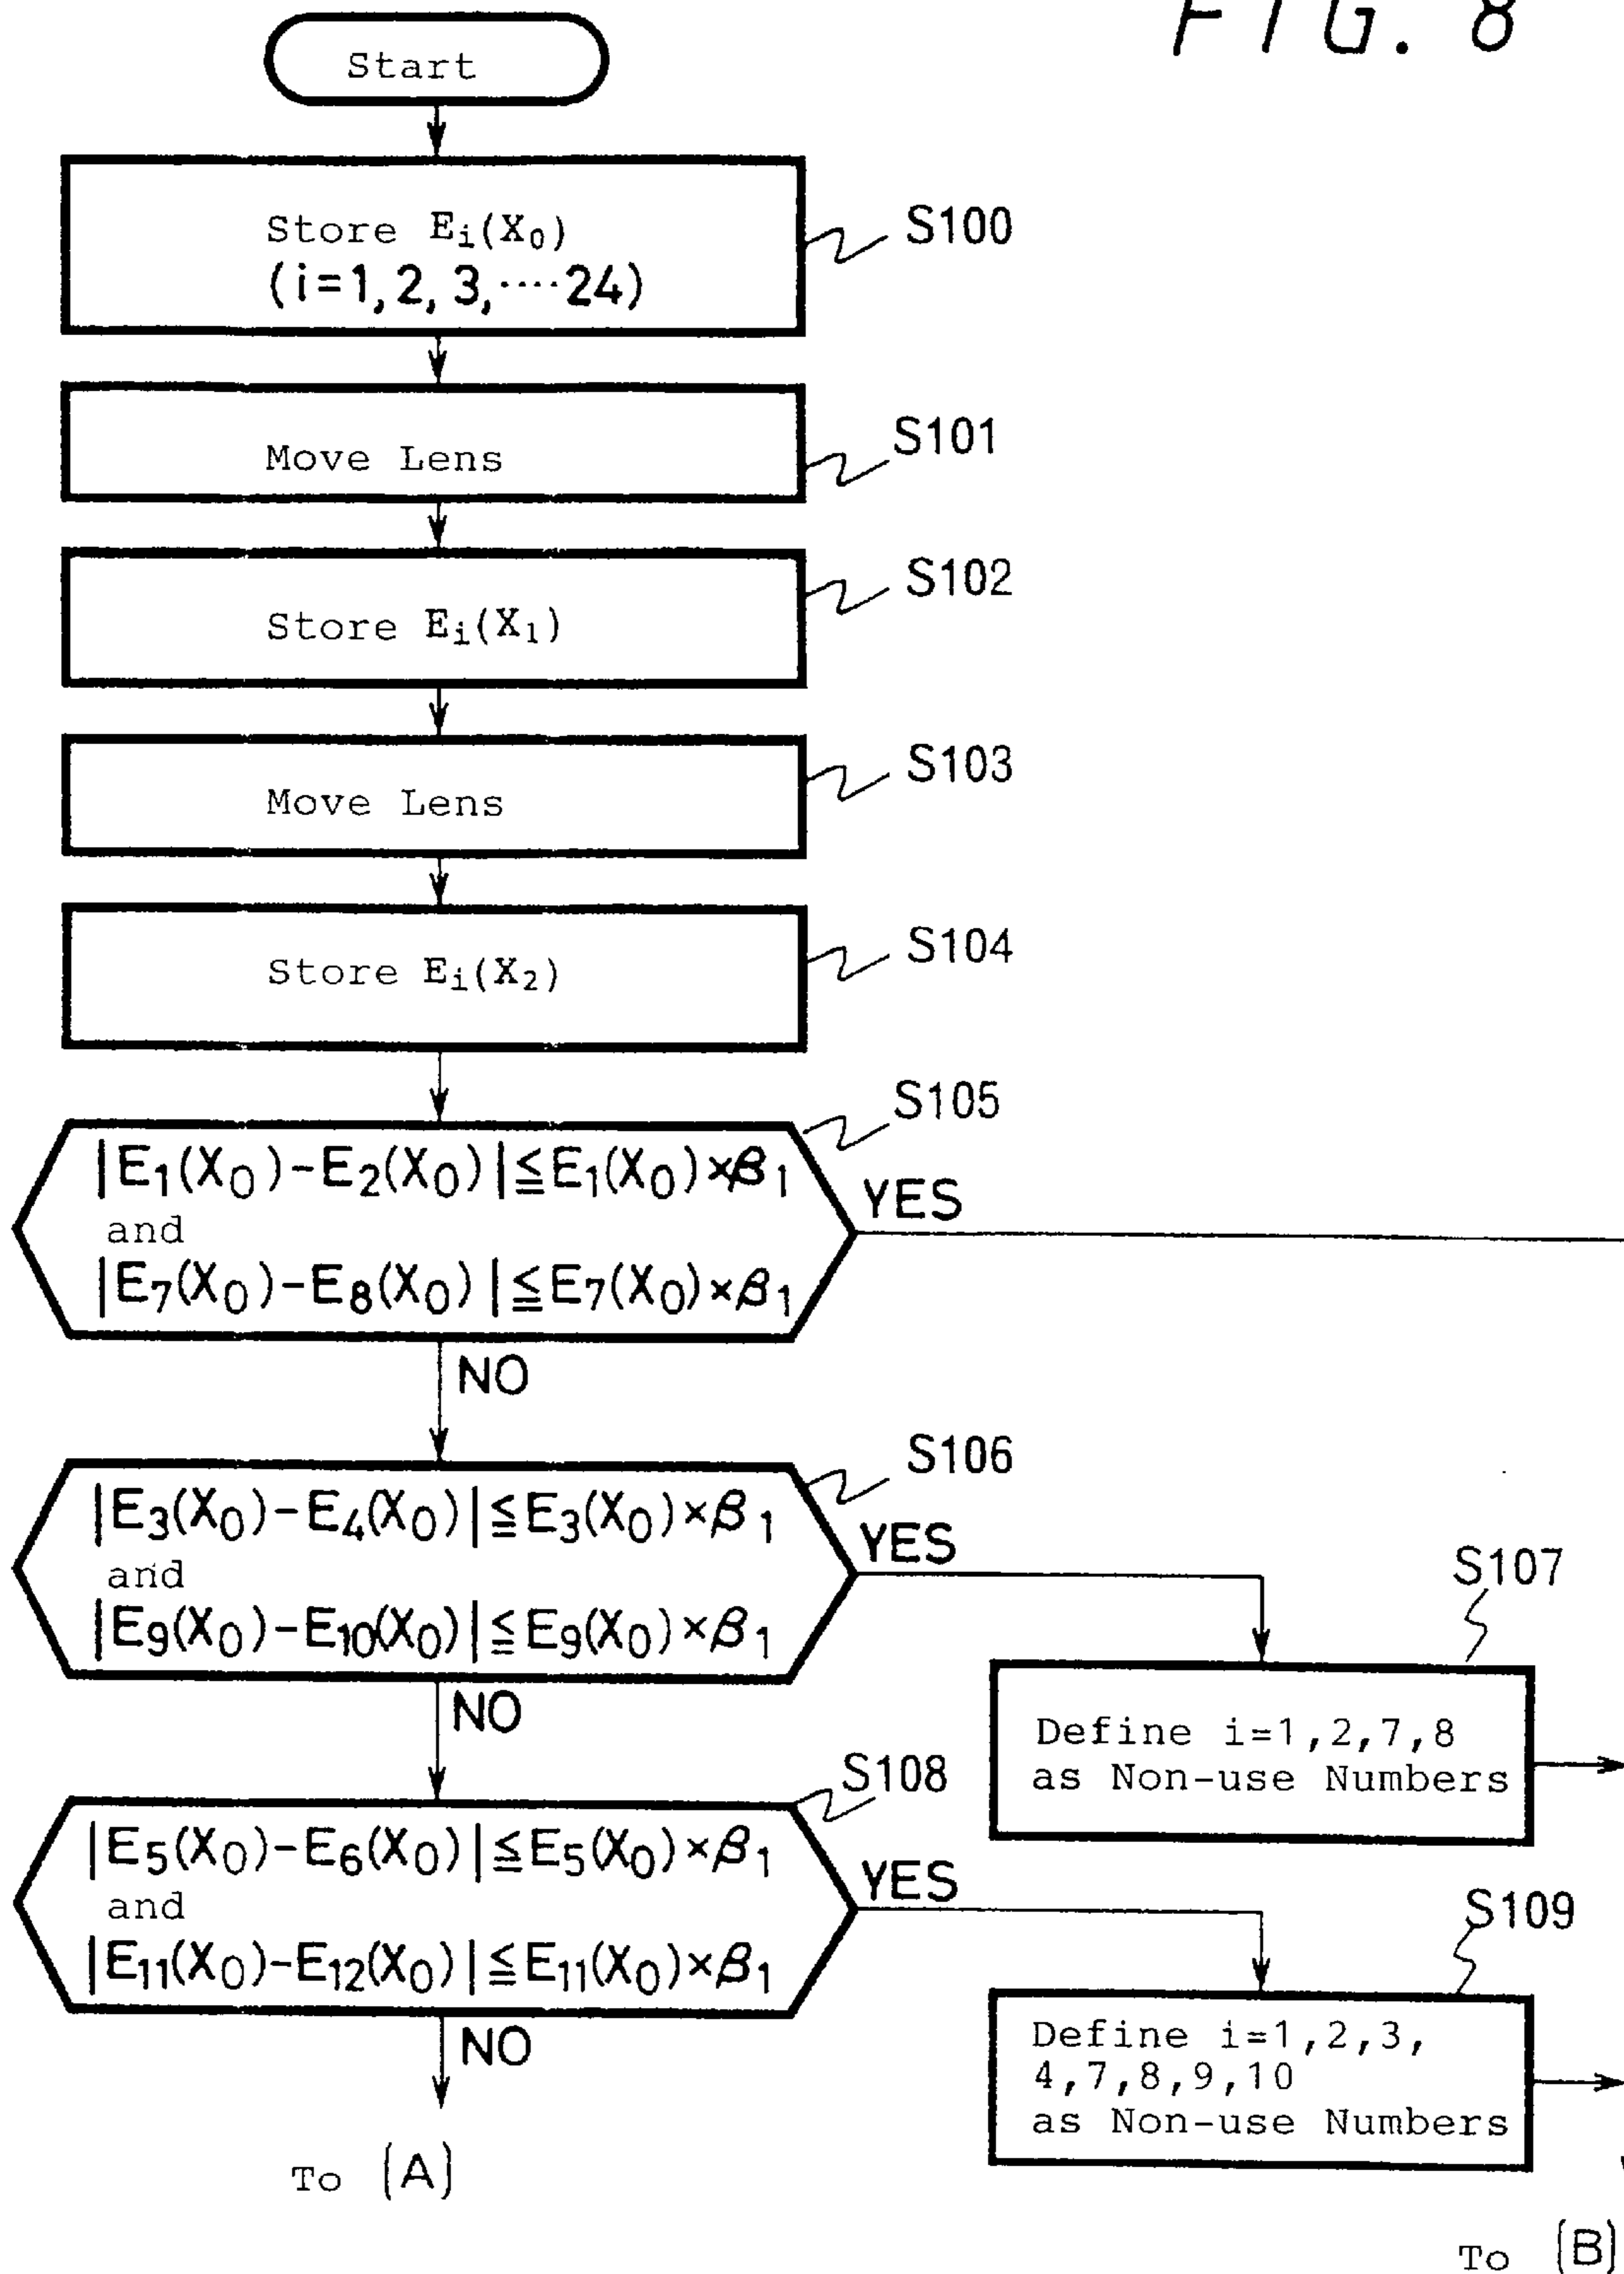 FIG. 8
Start
Store Ei(X0)
(i=1, 2, 3, ····24)
S100
Move Lens
S101
Store Ei(X1)
S102
Move Lens
S103
Store Ei(X2)
S104
S105
|E1(X0)-E2(X0)|≦E1(X0)×β1
and
|E7(X0)-E8(X0)|≦E7(X0)×β1
YES
NO
S106
|E3(X0)-E4(X0)|≦E3(X0)×β1
and
|E9(X0)-E10(X0)|≦E9(X0)×β1
YES
NO
S107
Define i=1,2,7,8
as Non-use Numbers
S108
|E5(X0)-E6(X0)|≦E5(X0)×β1
and
|E11(X0)-E12(X0)|≦E11(X0)×β1
YES
NO
S109
Define i=1,2,3,
4,7,8,9,10
as Non-use Numbers
To (A)
To (B)